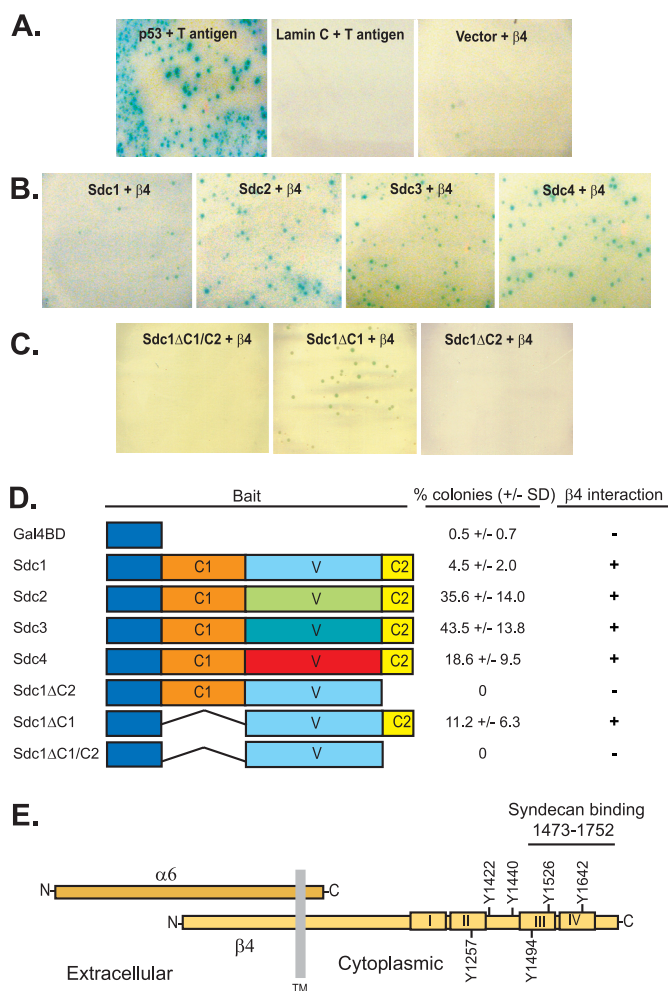 A.
p53 + T antigen
Lamin C + T antigen
Vector + β4
B.
Sdc1 + β4
Sdc2 + β4
Sdc3 + β4
Sdc4 + β4
C.
Sdc1ΔC1/C2 + β4
Sdc1ΔC1 + β4
Sdc1ΔC2 + β4
D.
Bait % colonies (+/- SD) β4 interaction
Gal4BD 0.5 +/- 0.7 -
Sdc1 C1 V C2 4.5 +/- 2.0 +
Sdc2 C1 V C2 35.6 +/- 14.0 +
Sdc3 C1 V C2 43.5 +/- 13.8 +
Sdc4 C1 V C2 18.6 +/- 9.5 +
Sdc1ΔC2 C1 V 0 -
Sdc1ΔC1 V C2 11.2 +/- 6.3 +
Sdc1ΔC1/C2 V 0 -
E.
Syndecan binding
1473-1752
α6
N C
Y1422 Y1440 Y1526 Y1642
N I II III IV C
β4
Y1257 Y1494
Extracellular Cytoplasmic
TM